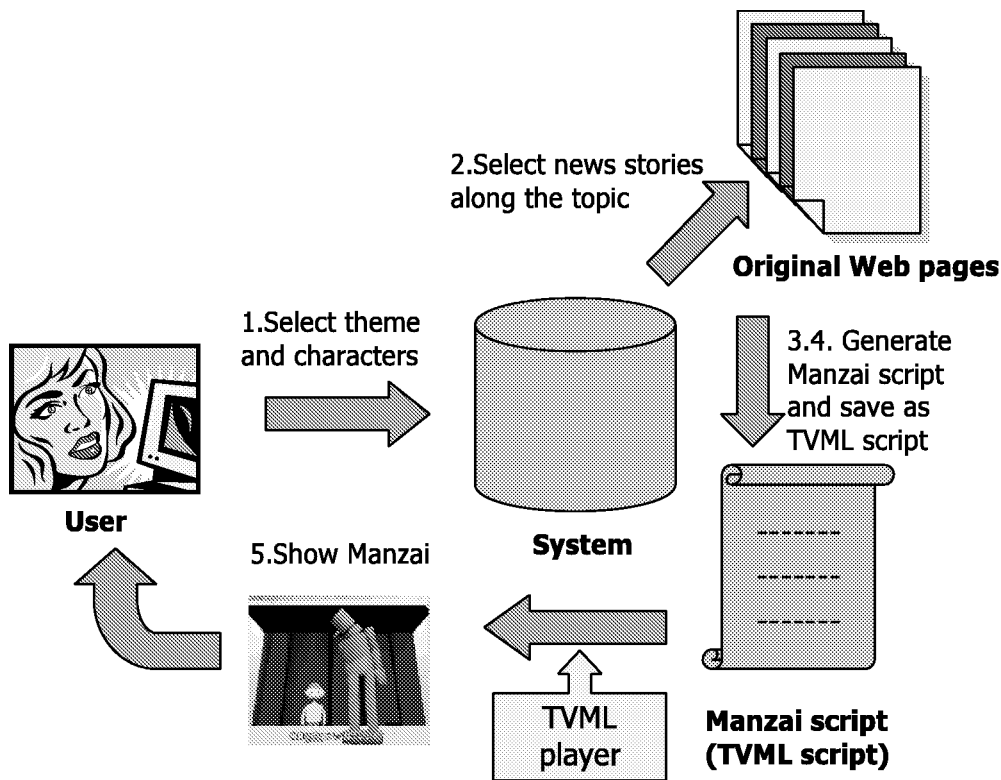 2.Select news stories
along the topic
Original Web pages
1.Select theme
and characters
3.4. Generate
Manzai script
and save as
TVML script
User
System
5.Show Manzai
TVML
player
Manzai script
(TVML script)